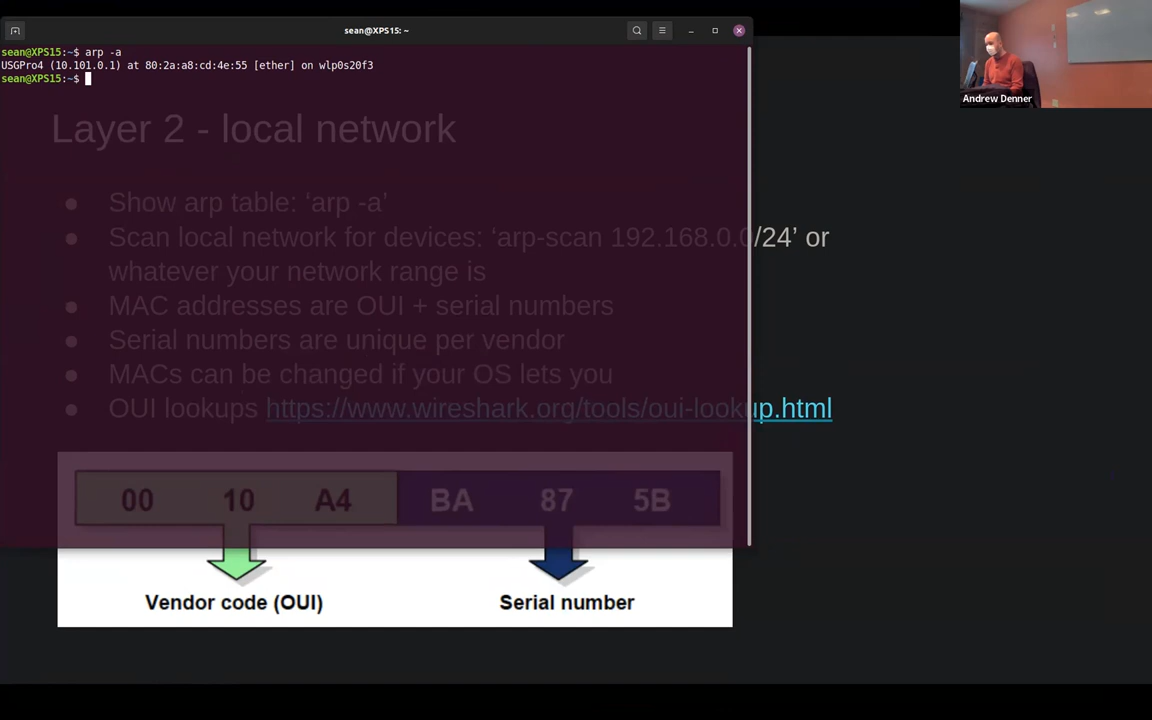 sean@XPS15: ~
sean@XPS15:~$ arp -a
USGPro4 (10.101.0.1) at 80:2a:a8:cd:4e:55 [ether] on wlp0s20f3
sean@XPS15:~$
Andrew Denner
Layer 2 - local network
● Show arp table: ‘arp -a’
● Scan local network for devices: ‘arp-scan 192.168.0.0/24’ or
whatever your network range is
● MAC addresses are OUI + serial numbers
● Serial numbers are unique per vendor
● MACs can be changed if your OS lets you
● OUI lookups https://www.wireshark.org/tools/oui-lookup.html
00 10 A4 BA 87 5B
Vendor code (OUI) Serial number